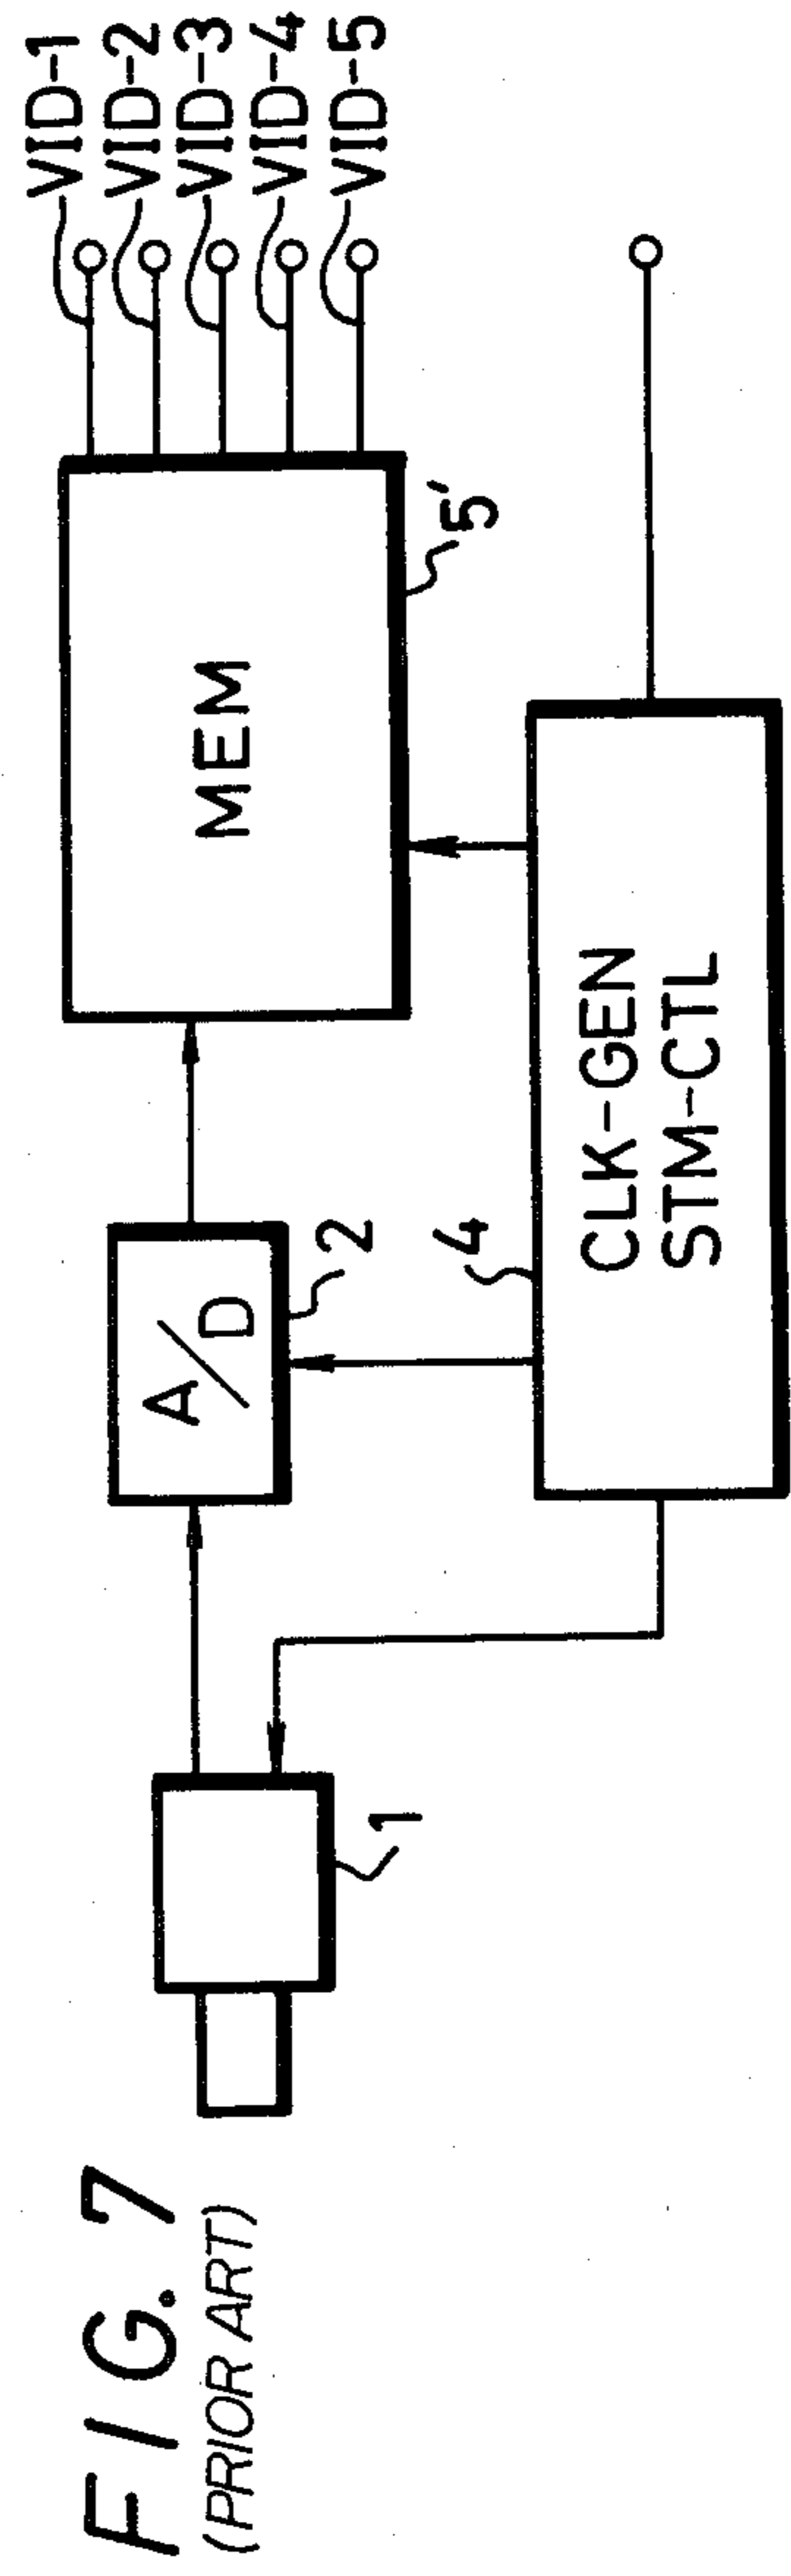 FIG. 7
(PRIOR ART)
1
A/D
2
MEM
5'
VID-1
VID-2
VID-3
VID-4
VID-5
4
CLK-GEN
STM-CTL